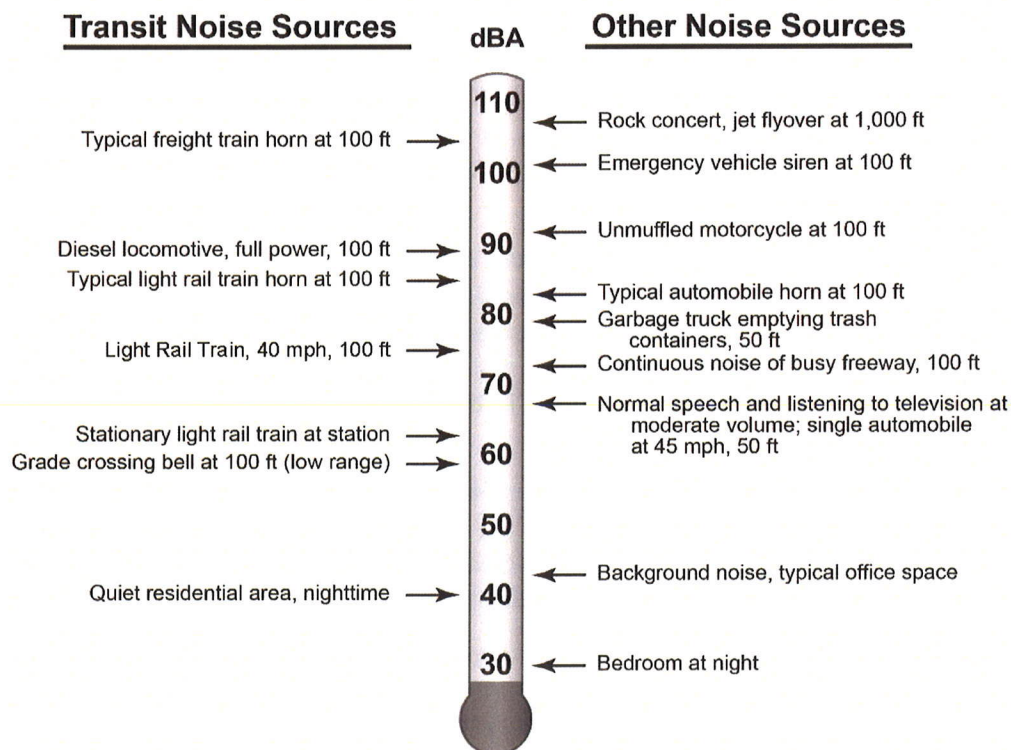 Transit Noise Sources
dBA
Other Noise Sources
110
Rock concert, jet flyover at 1,000 ft
Typical freight train horn at 100 ft
Emergency vehicle siren at 100 ft
100
Unmuffled motorcycle at 100 ft
Diesel locomotive, full power, 100 ft
90
Typical light rail train horn at 100 ft
Typical automobile horn at 100 ft
80
Garbage truck emptying trash
containers, 50 ft
Light Rail Train, 40 mph, 100 ft
Continuous noise of busy freeway, 100 ft
70
Normal speech and listening to television at
moderate volume; single automobile
at 45 mph, 50 ft
Stationary light rail train at station
60
Grade crossing bell at 100 ft (low range)
50
Background noise, typical office space
Quiet residential area, nighttime
40
30
Bedroom at night